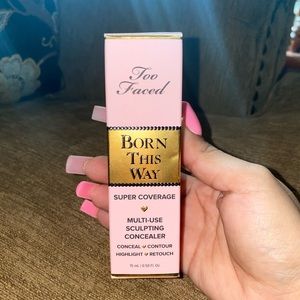 Too
Faced
BORN
THIS
WAY
SUPER COVERAGE
MULTI-USE
SCULPTING
CONCEALER
CONCEAL CONTOUR
HIGHLIGHT RETOUCH
15 mL / 0.50 Fl. Oz.